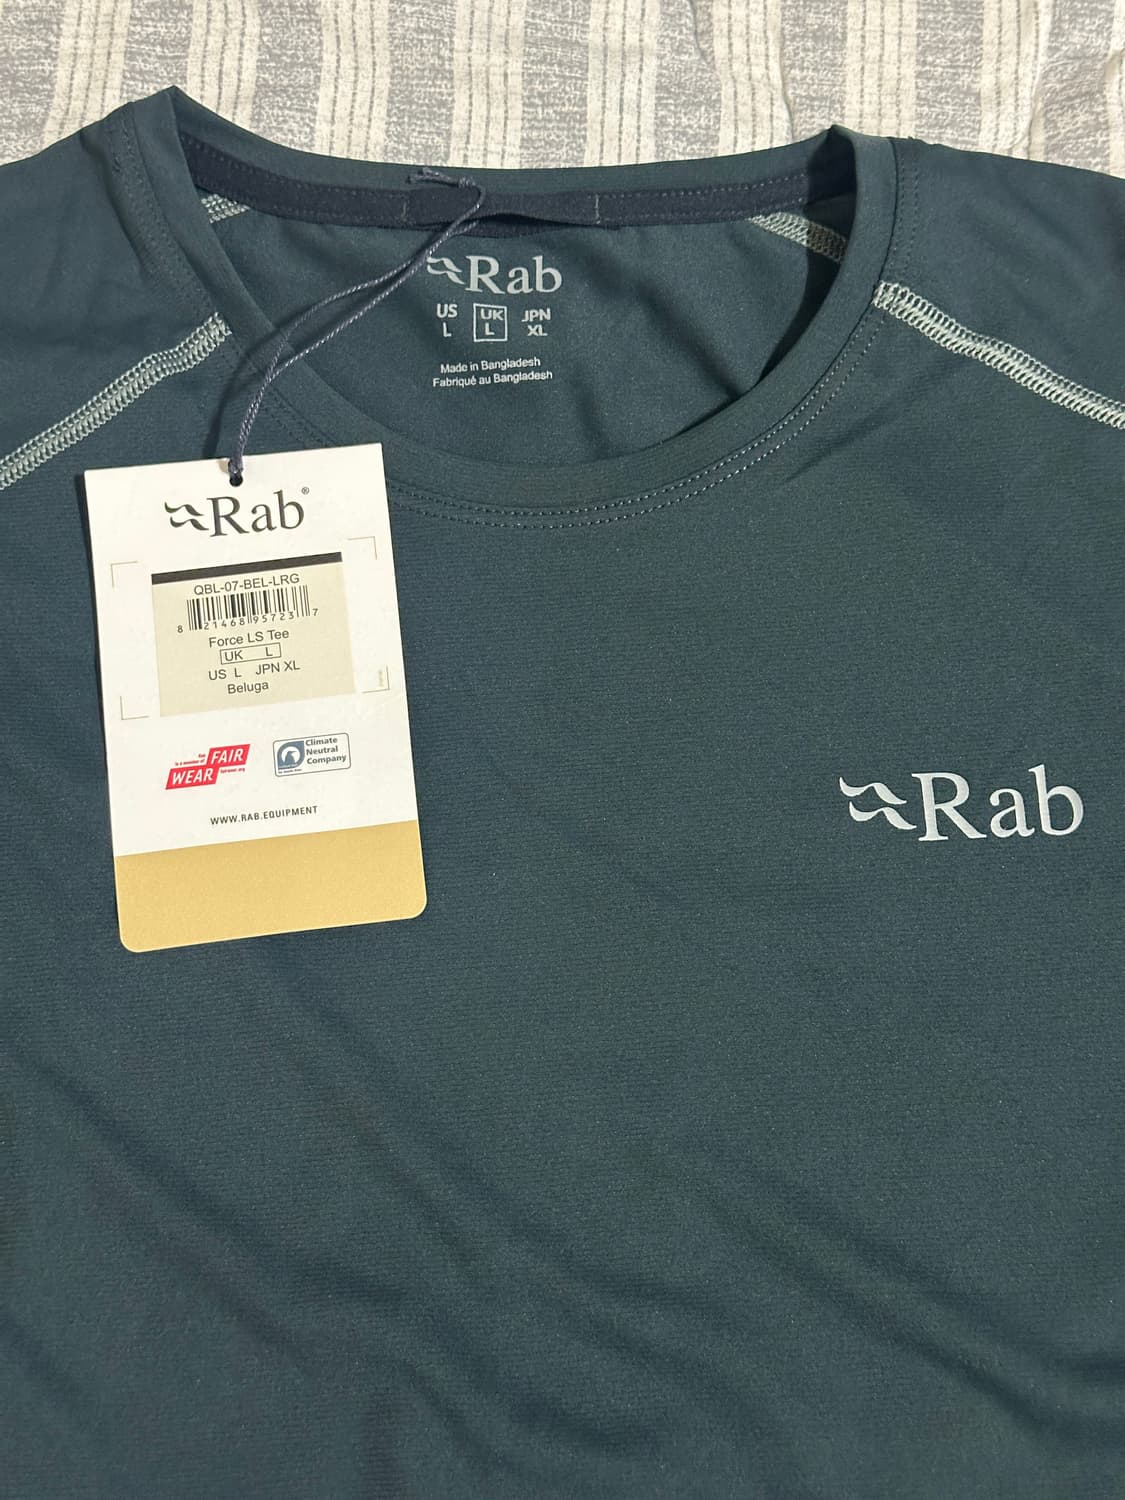 Rab
US UK JPN
L L XL
Made in Bangladesh
Fabriqué au Bangladesh
Rab®
QBL-07-BEL-LRG
8 21468 95723 7
Force LS Tee
UK L
US L JPN XL
Beluga
FAIR
WEAR
Climate
Neutral
Company
WWW.RAB.EQUIPMENT
Rab